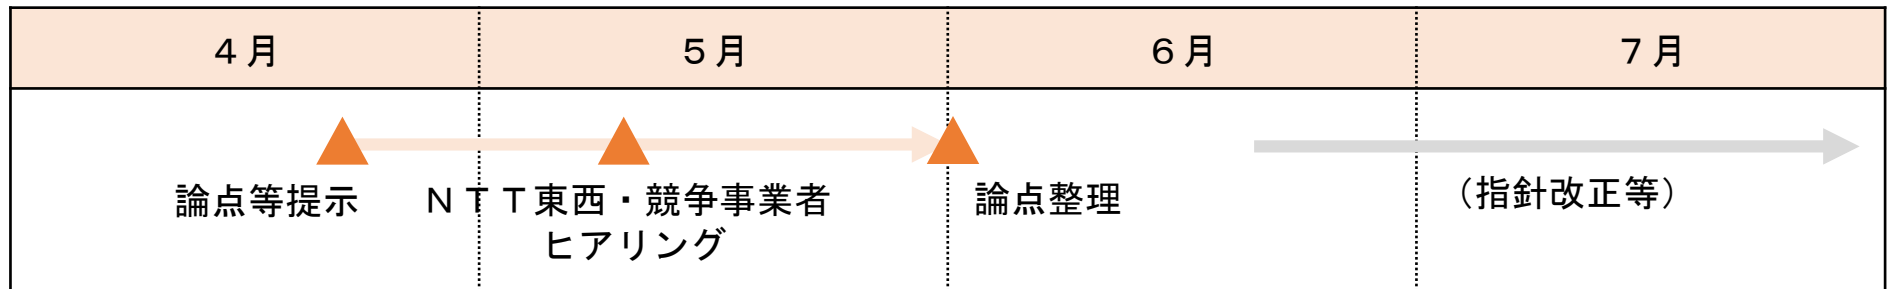 ４月
５月
６月
７月
論点等提示
ＮＴＴ東西・競争事業者
ヒアリング
論点整理
（指針改正等）